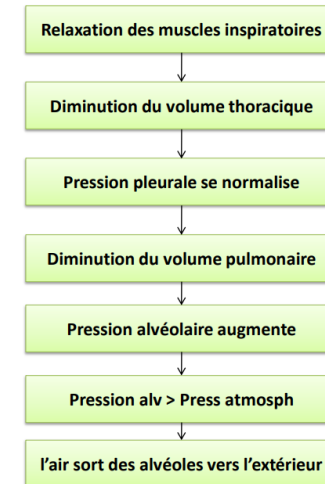 Relaxation des muscles inspiratoires
Diminution du volume thoracique
Pression pleurale se normalise
Diminution du volume pulmonaire
Pression alvéolaire augmente
Pression alv > Press atmosph
l'air sort des alvéoles vers l'extérieur